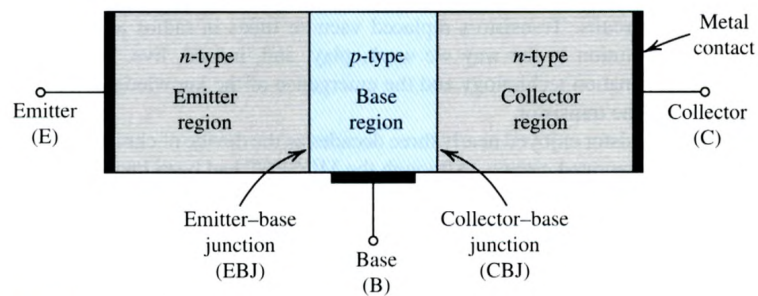 n-type
Emitter
region
p-type
Base
region
n-type
Collector
region
Metal
contact
Emitter
(E)
Collector
(C)
Emitter–base
junction
(EBJ)
Base
(B)
Collector–base
junction
(CBJ)